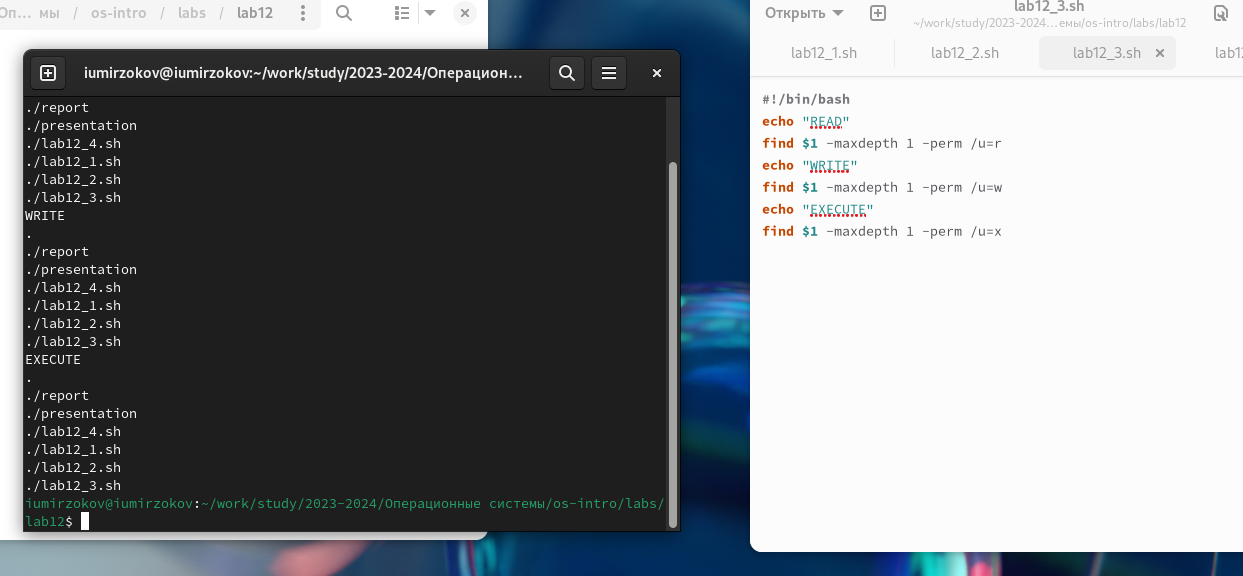 Оп... мы / os-intro / labs / lab12
iumirzokov@iumirzokov:~/work/study/2023-2024/Операцион...
./report
./presentation
./lab12_4.sh
./lab12_1.sh
./lab12_2.sh
./lab12_3.sh
WRITE
.
./report
./presentation
./lab12_4.sh
./lab12_1.sh
./lab12_2.sh
./lab12_3.sh
EXECUTE
.
./report
./presentation
./lab12_4.sh
./lab12_1.sh
./lab12_2.sh
./lab12_3.sh
iumirzokov@iumirzokov:~/work/study/2023-2024/Операционные системы/os-intro/labs/
lab12$
Открыть
lab12_3.sh
~/work/study/2023-2024...емы/os-intro/labs/lab12
lab12_1.sh lab12_2.sh lab12_3.sh lab12
#!/bin/bash
echo "READ"
find $1 -maxdepth 1 -perm /u=r
echo "WRITE"
find $1 -maxdepth 1 -perm /u=w
echo "EXECUTE"
find $1 -maxdepth 1 -perm /u=x